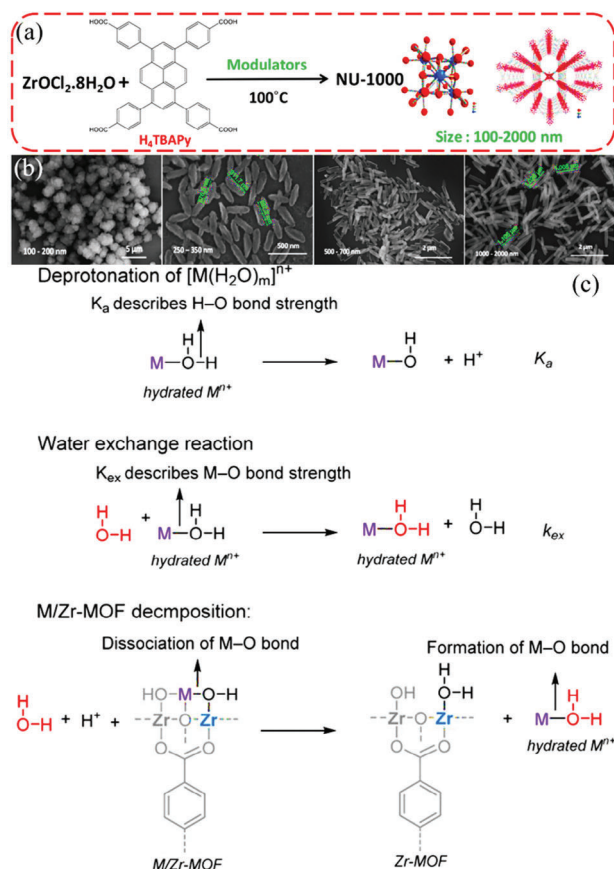 (a)
HOOC
COOH
ZrOCl₂.8H₂O +
Modulators
100°C
NU-1000
HOOC
COOH
H₄TBAPy
Size : 100-2000 nm
(b)
100 - 200 nm
5 µm
250 – 350 nm
500 nm
500 - 700 nm
2 µm
1000 - 2000 nm
2 µm
(c)
Deprotonation of [M(H₂O)ₘ]ⁿ⁺
Kₐ describes H–O bond strength
H
M–O–H
hydrated Mⁿ⁺
H
M–O + H⁺
Kₐ
Water exchange reaction
Kₑₓ describes M–O bond strength
H
O–H
+
H
M–O–H
hydrated Mⁿ⁺
H
M–O–H
hydrated Mⁿ⁺
+
H
O–H
kₑₓ
M/Zr-MOF decmposition:
Dissociation of M–O bond
Formation of M–O bond
H
O–H
+ H⁺ +
HO–M–O–H
Zr O Zr
O O
M/Zr-MOF
H
OH O–H
Zr O Zr
O O
Zr-MOF
+
H
M–O–H
hydrated Mⁿ⁺